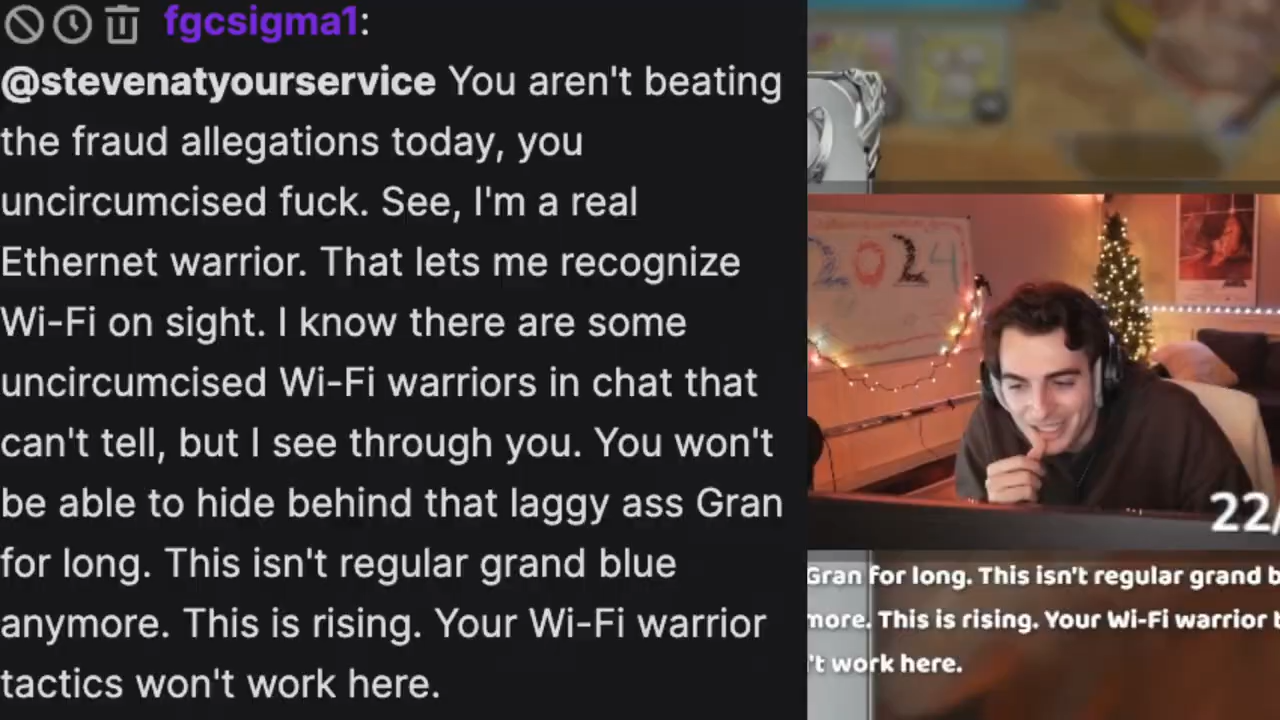 fgcsigma1:
@stevenatyourservice You aren't beating
the fraud allegations today, you
uncircumcised fuck. See, I'm a real
Ethernet warrior. That lets me recognize
Wi-Fi on sight. I know there are some
uncircumcised Wi-Fi warriors in chat that
can't tell, but I see through you. You won't
be able to hide behind that laggy ass Gran
for long. This isn't regular grand blue
anymore. This is rising. Your Wi-Fi warrior
tactics won't work here.
2024
22/
Gran for long. This isn't regular grand b
more. This is rising. Your Wi-Fi warrior t
't work here.